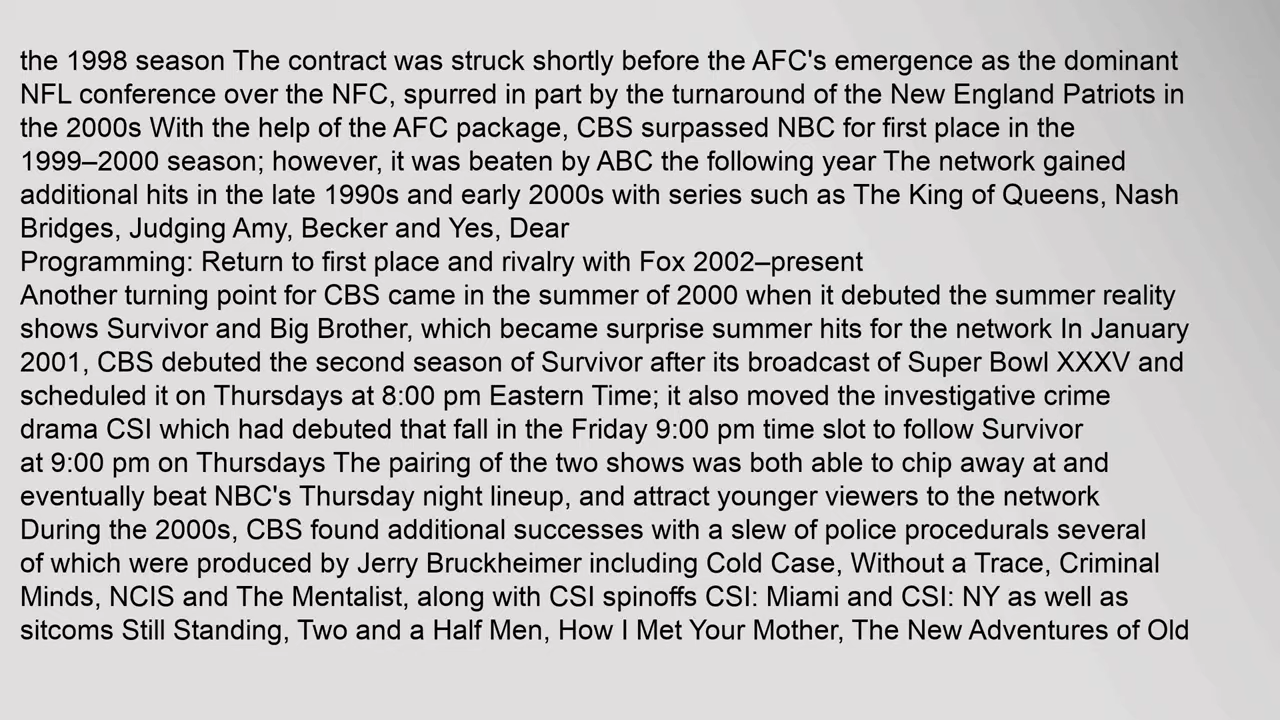 the 1998 season The contract was struck shortly before the AFC's emergence as the dominant
NFL conference over the NFC, spurred in part by the turnaround of the New England Patriots in
the 2000s With the help of the AFC package, CBS surpassed NBC for first place in the
1999–2000 season; however, it was beaten by ABC the following year The network gained
additional hits in the late 1990s and early 2000s with series such as The King of Queens, Nash
Bridges, Judging Amy, Becker and Yes, Dear
Programming: Return to first place and rivalry with Fox 2002–present
Another turning point for CBS came in the summer of 2000 when it debuted the summer reality
shows Survivor and Big Brother, which became surprise summer hits for the network In January
2001, CBS debuted the second season of Survivor after its broadcast of Super Bowl XXXV and
scheduled it on Thursdays at 8:00 pm Eastern Time; it also moved the investigative crime
drama CSI which had debuted that fall in the Friday 9:00 pm time slot to follow Survivor
at 9:00 pm on Thursdays The pairing of the two shows was both able to chip away at and
eventually beat NBC's Thursday night lineup, and attract younger viewers to the network
During the 2000s, CBS found additional successes with a slew of police procedurals several
of which were produced by Jerry Bruckheimer including Cold Case, Without a Trace, Criminal
Minds, NCIS and The Mentalist, along with CSI spinoffs CSI: Miami and CSI: NY as well as
sitcoms Still Standing, Two and a Half Men, How I Met Your Mother, The New Adventures of Old